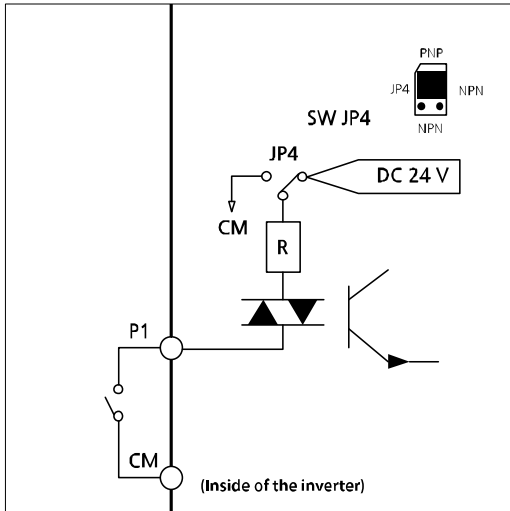 PNP
JP4 NPN
NPN
SW JP4
JP4
DC 24 V
CM
R
P1
CM
(Inside of the inverter)